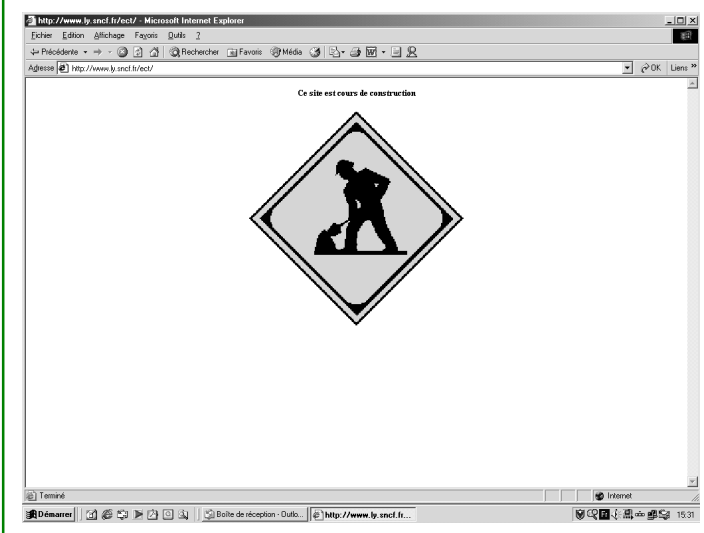 http://www.ly.sncf.fr/ect/ - Microsoft Internet Explorer
Fichier Edition Affichage Favoris Outils ?
Précédente Rechercher Favoris Média
Adresse http://www.ly.sncf.fr/ect/ OK Liens »
Ce site est cours de construction
Terminé Internet
Démarrer Boîte de réception - Outlo... http://www.ly.sncf.fr... 15:31